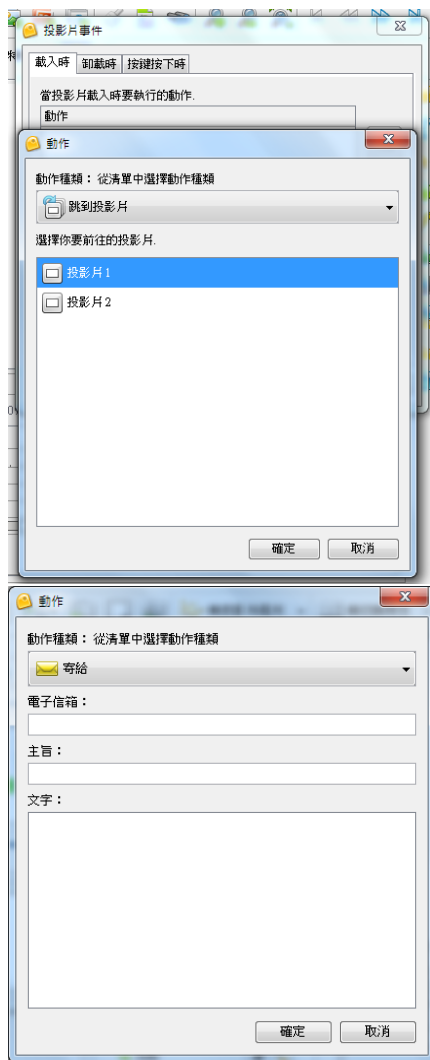 投影片事件
載入時 卸載時 按鍵按下時
當投影片載入時要執行的動作.
動作
動作
動作種類：從清單中選擇動作種類
跳到投影片
選擇你要前往的投影片.
投影片1
投影片2
確定 取消
動作
動作種類：從清單中選擇動作種類
寄給
電子信箱：
主旨：
文字：
確定 取消